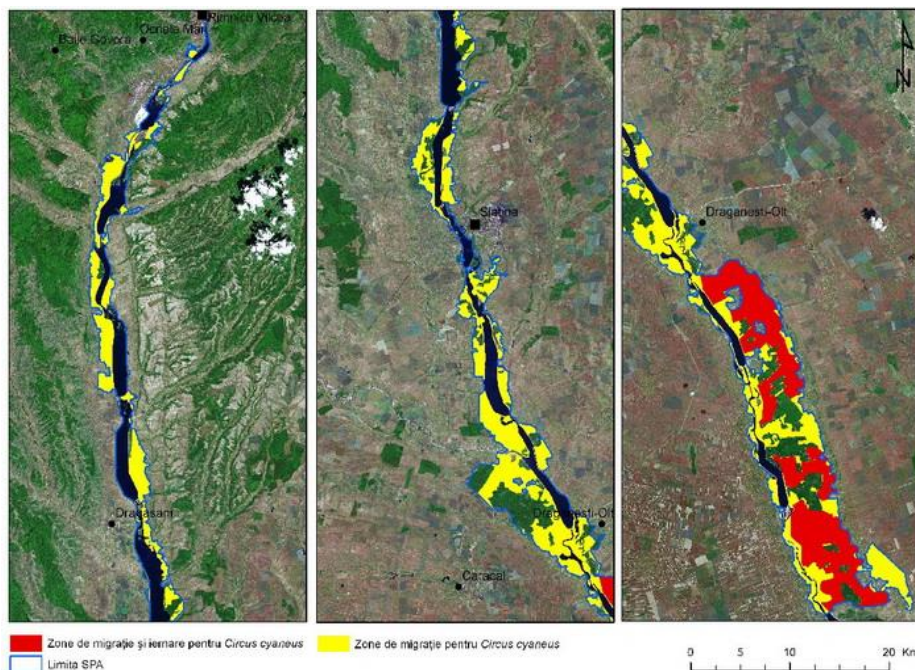 Rimnicu Vilcea
Ocnele Mari
Baile Govora
Dragasani
Slatina
Draganesti-Olt
Caracal
Draganesti-Olt
N
Zone de migrație și iernare pentru Circus cyaneus
Zone de migrație pentru Circus cyaneus
Limita SPA
0 5 10 20 Km